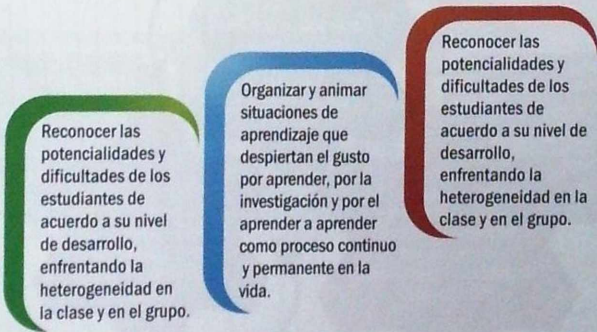 Reconocer las
potencialidades y
dificultades de los
estudiantes de
acuerdo a su nivel
de desarrollo,
enfrentando la
heterogeneidad en
la clase y en el grupo.
Organizar y animar
situaciones de
aprendizaje que
despiertan el gusto
por aprender, por la
investigación y por el
aprender a aprender
como proceso continuo
y permanente en la
vida.
Reconocer las
potencialidades y
dificultades de los
estudiantes de
acuerdo a su nivel de
desarrollo,
enfrentando la
heterogeneidad en la
clase y en el grupo.